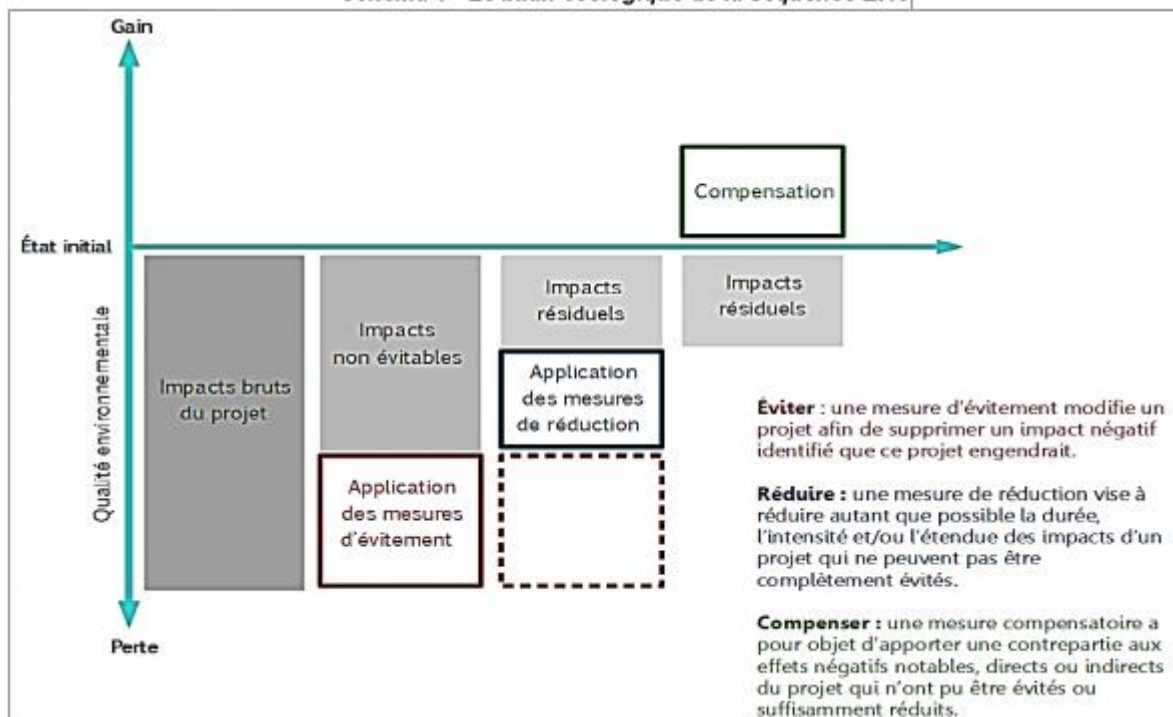 Gain
Compensation
État initial
Impacts bruts
du projet
Impacts
non évitables
Application
des mesures
d'évitement
Impacts
résiduels
Application
des mesures
de réduction
Impacts
résiduels
Qualité environnementale
Perte
Éviter : une mesure d'évitement modifie un
projet afin de supprimer un impact négatif
identifié que ce projet engendrait.
Réduire : une mesure de réduction vise à
réduire autant que possible la durée,
l'intensité et/ou l'étendue des impacts d'un
projet qui ne peuvent pas être
complètement évités.
Compenser : une mesure compensatoire a
pour objet d'apporter une contrepartie aux
effets négatifs notables, directs ou indirects
du projet qui n'ont pu être évités ou
suffisamment réduits.